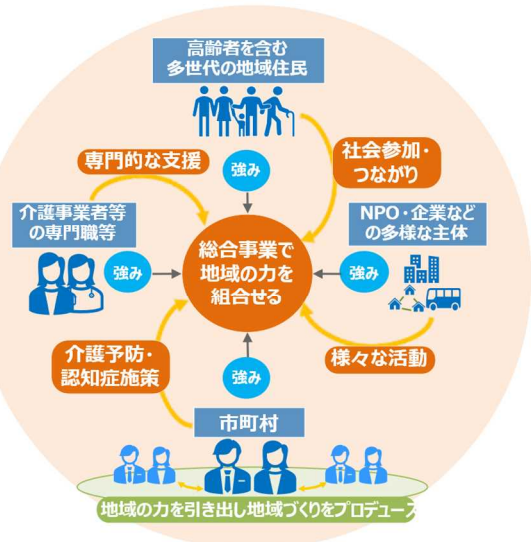 高齢者を含む
多世代の地域住民
専門的な支援
強み
社会参加・
つながり
介護事業者等
の専門職等
強み
総合事業で
地域の力を
組合せる
強み
NPO・企業など
の多様な主体
介護予防・
認知症施策
強み
様々な活動
市町村
地域の力を引き出し地域づくりをプロデュース